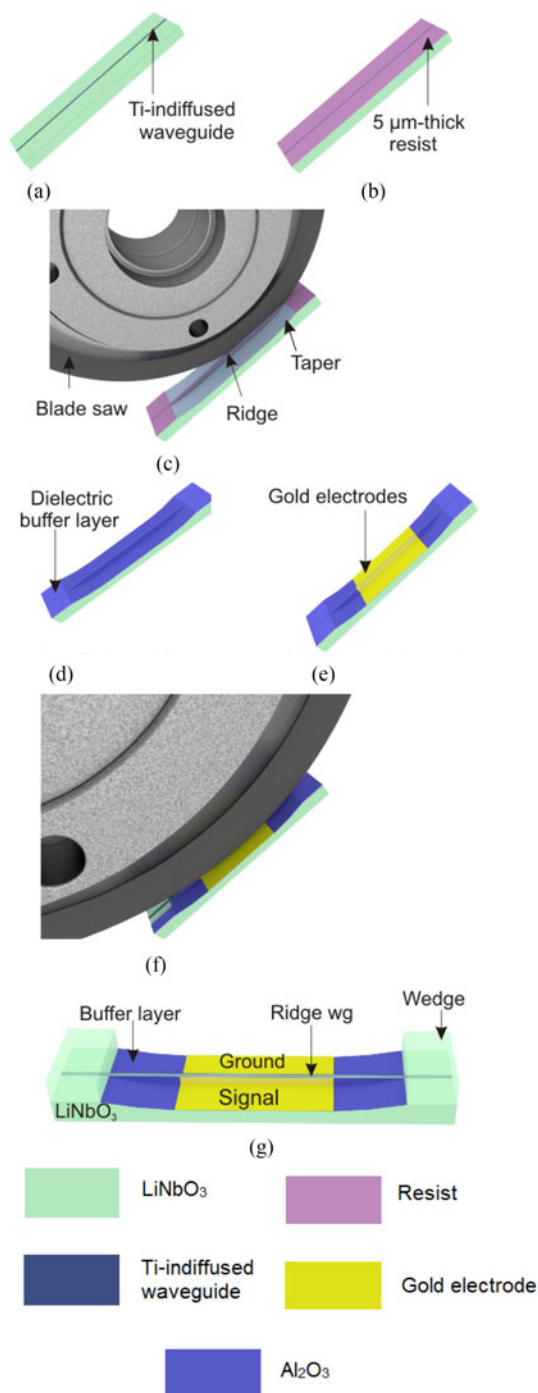 Ti-indiffused
waveguide
5 µm-thick
resist
(a)
(b)
Taper
Blade saw
Ridge
(c)
Dielectric
buffer layer
Gold electrodes
(d)
(e)
(f)
Buffer layer
Ridge wg
Wedge
Ground
Signal
LiNbO₃
(g)
LiNbO₃
Resist
Ti-indiffused
waveguide
Gold electrode
Al₂O₃